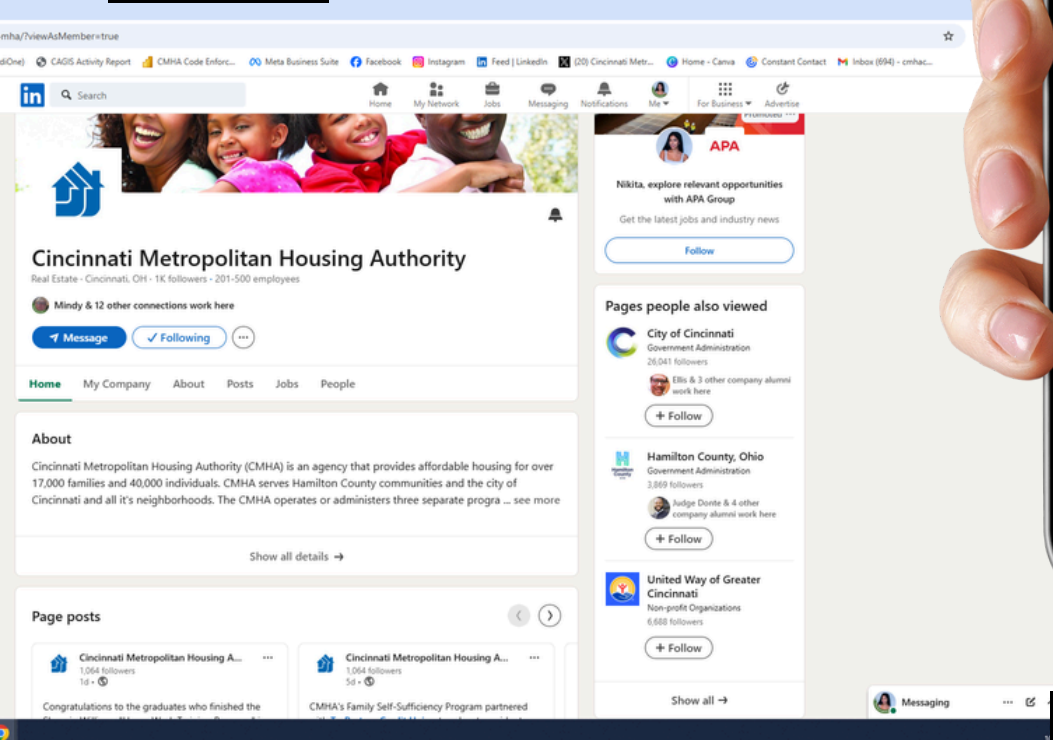 mha/?viewAsMember=true
diOne) CAGIS Activity Report CMHA Code Enforc... Meta Business Suite Facebook Instagram Feed | LinkedIn (20) Cincinnati Metr... Home - Canva Constant Contact Inbox (694) - cmhac...
in Search Home My Network Jobs Messaging Notifications Me For Business Advertise
Promoted ...
APA
Nikita, explore relevant opportunities
with APA Group
Get the latest jobs and industry news
Follow
Cincinnati Metropolitan Housing Authority
Real Estate · Cincinnati, OH · 1K followers · 201-500 employees
Mindy & 12 other connections work here
Message Following ...
Home My Company About Posts Jobs People
About
Cincinnati Metropolitan Housing Authority (CMHA) is an agency that provides affordable housing for over
17,000 families and 40,000 individuals. CMHA serves Hamilton County communities and the city of
Cincinnati and all it's neighborhoods. The CMHA operates or administers three separate progra ... see more
Show all details →
Page posts
Cincinnati Metropolitan Housing A... ...
1,064 followers
1d •
Congratulations to the graduates who finished the
Cincinnati Metropolitan Housing A... ...
1,064 followers
5d •
CMHA's Family Self-Sufficiency Program partnered
Pages people also viewed
City of Cincinnati
Government Administration
26,041 followers
Ellis & 3 other company alumni
work here
+ Follow
Hamilton County, Ohio
Government Administration
3,869 followers
Judge Donte & 4 other
company alumni work here
+ Follow
United Way of Greater
Cincinnati
Non-profit Organizations
6,688 followers
+ Follow
Show all →
Messaging ...